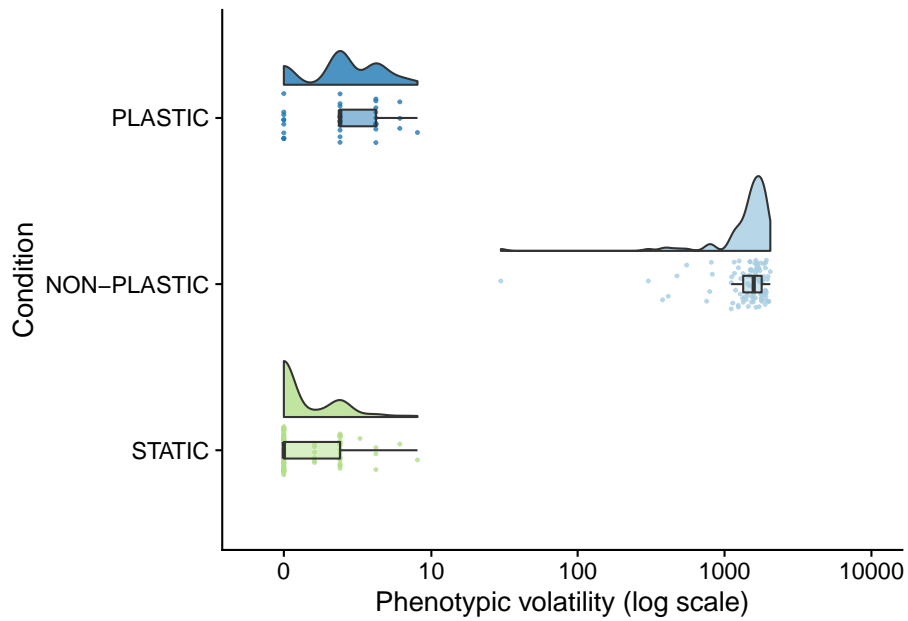 Condition
PLASTIC
NON−PLASTIC
STATIC
0 10 100 1000 10000
Phenotypic volatility (log scale)